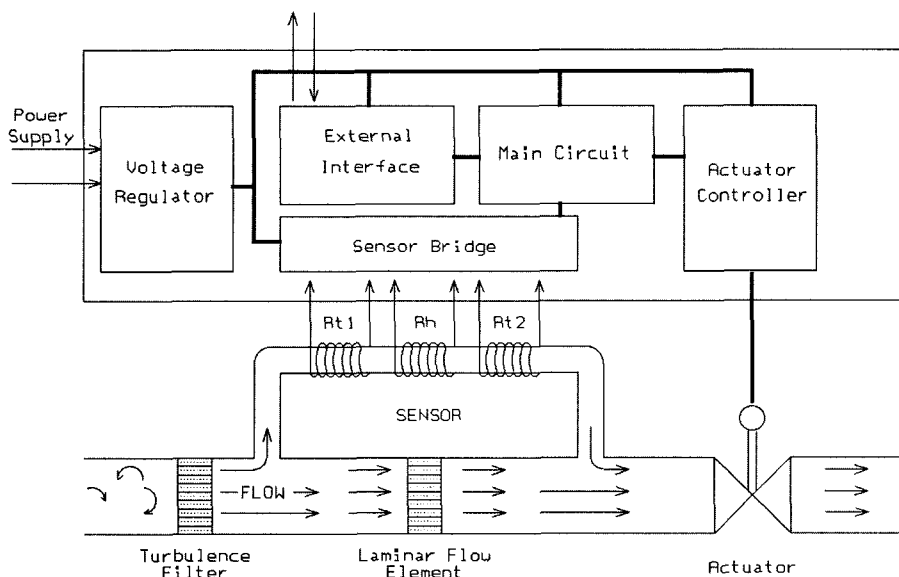 Power
Supply
Voltage
Regulator
External
Interface
Main Circuit
Actuator
Controller
Sensor Bridge
Rt1
Rh
Rt2
SENSOR
FLOW
Turbulence
Filter
Laminar Flow
Element
Actuator